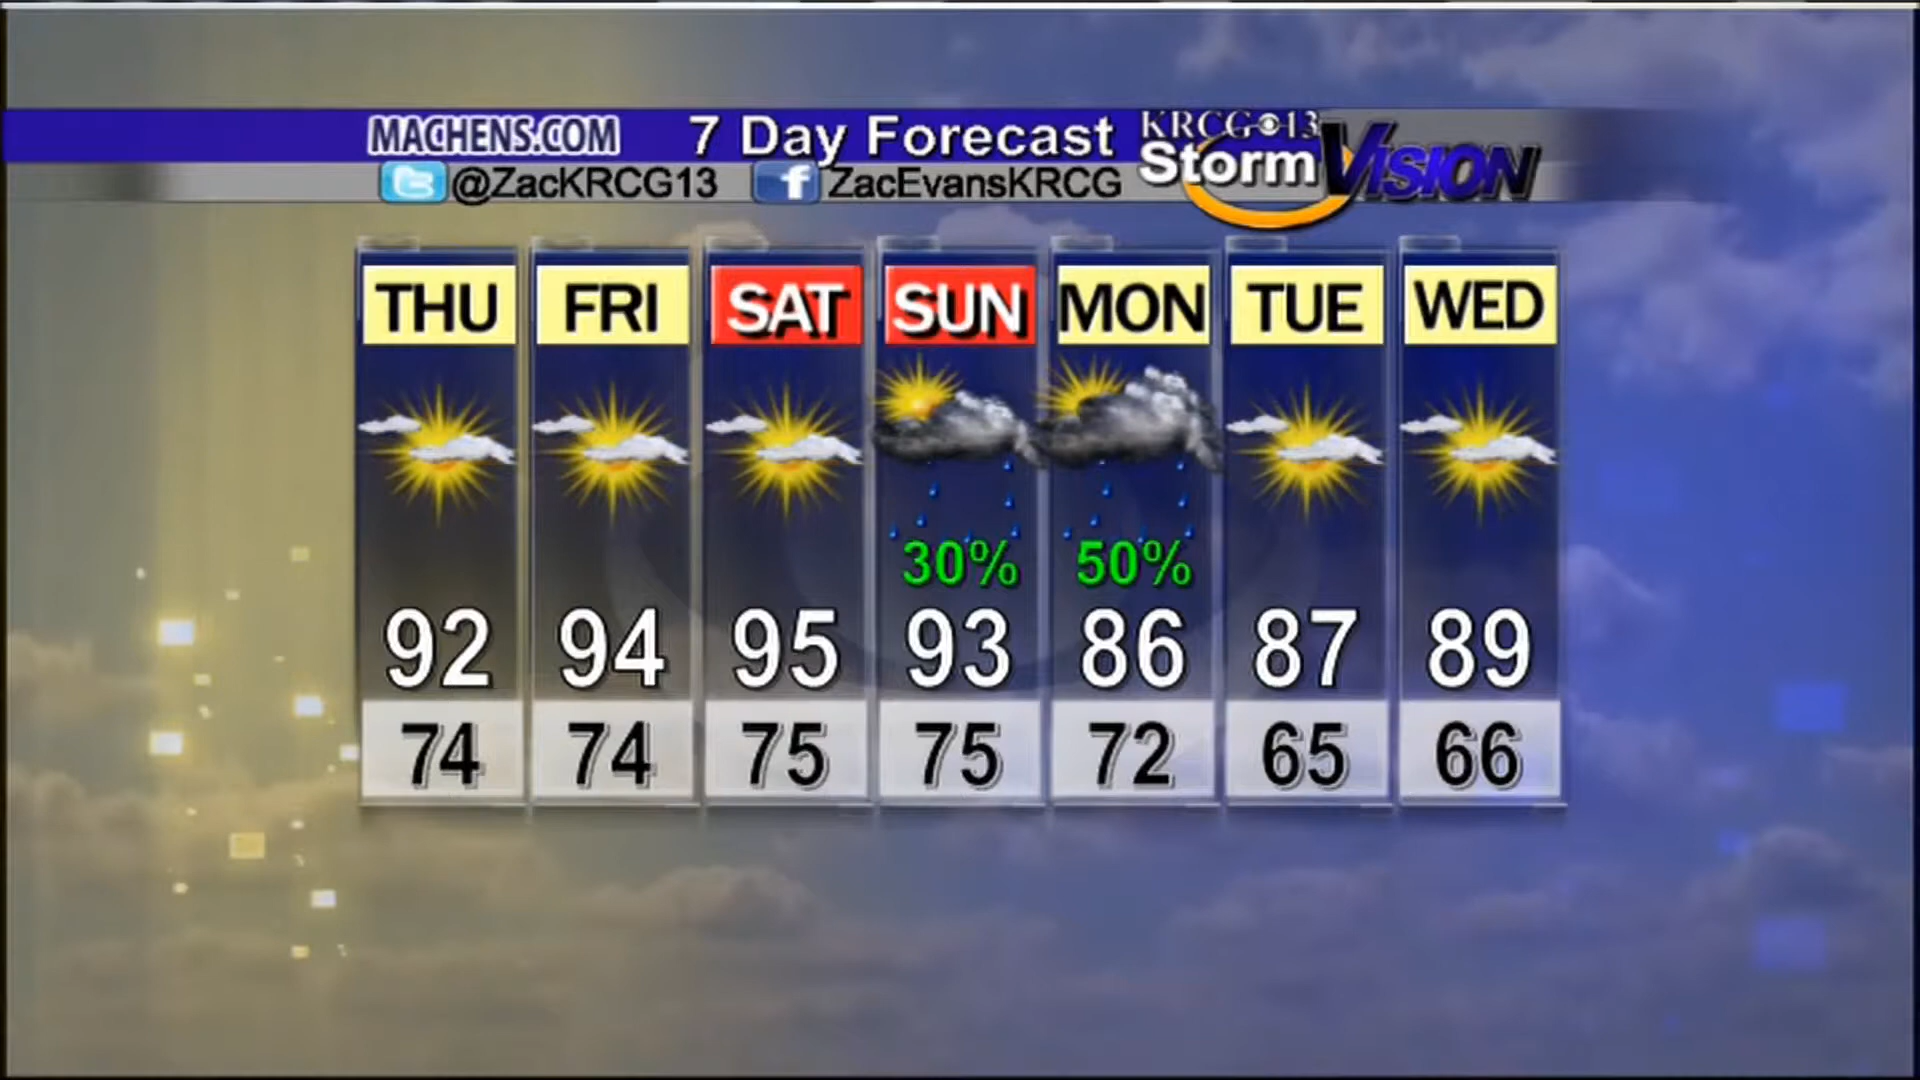 MACHENS.COM 7 Day Forecast KRCG 13
@ZacKRCG13 ZacEvansKRCG Storm VISION
THU FRI SAT SUN MON TUE WED
30% 50%
92 94 95 93 86 87 89
74 74 75 75 72 65 66